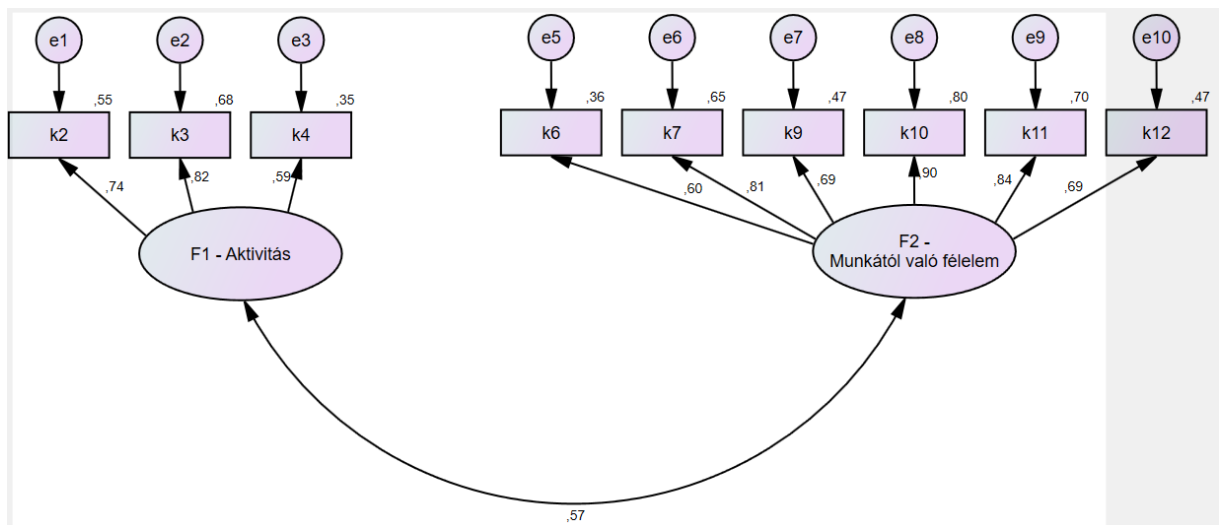 e1 e2 e3 e5 e6 e7 e8 e9 e10
,55 ,68 ,35 ,36 ,65 ,47 ,80 ,70 ,47
k2 k3 k4 k6 k7 k9 k10 k11 k12
,74 ,82 ,59 ,60 ,81 ,69 ,90 ,84 ,69
F1 - Aktivitás
F2 -
Munkától való félelem
,57